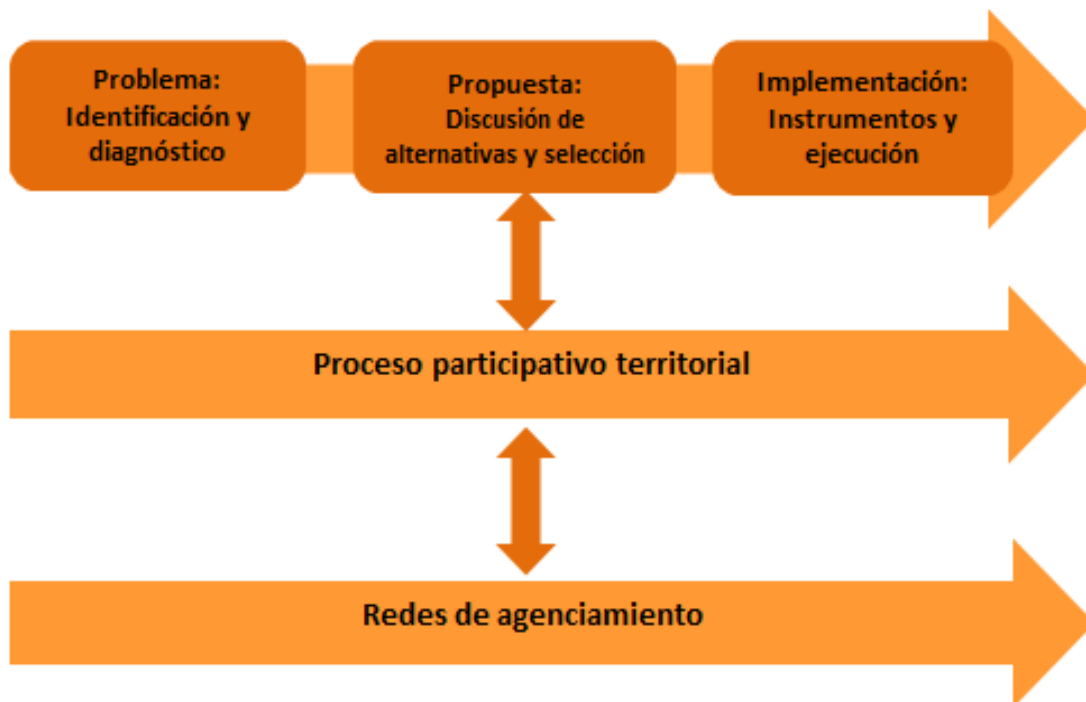 Problema:
Identificación y
diagnóstico
Propuesta:
Discusión de
alternativas y selección
Implementación:
Instrumentos y
ejecución
Proceso participativo territorial
Redes de agenciamiento